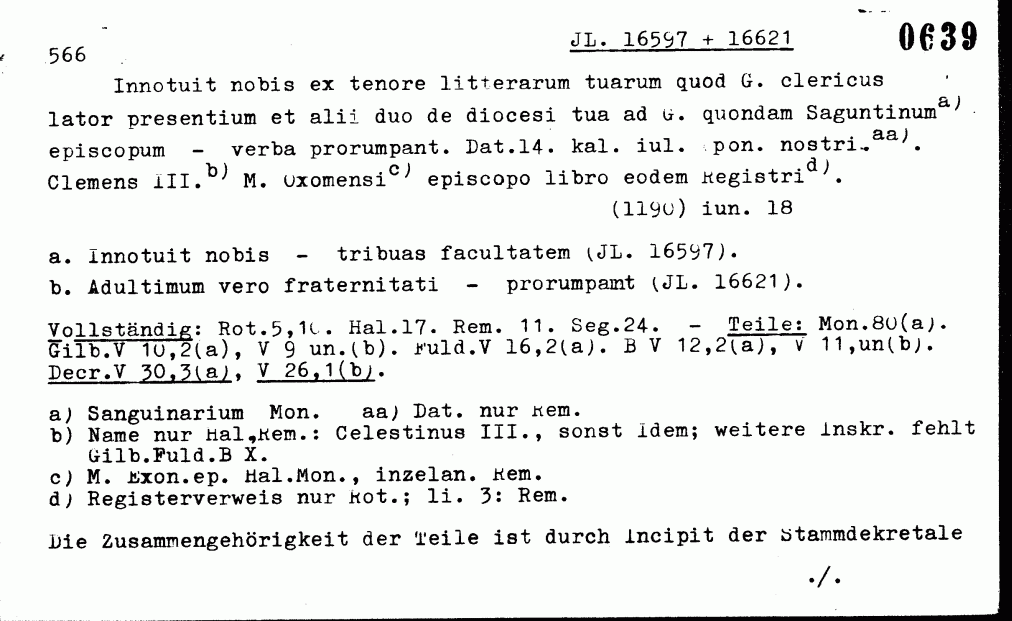 566
JL. 16597 + 16621
0639
Innotuit nobis ex tenore litterarum tuarum quod G. clericus
lator presentium et alii duo de diocesi tua ad G. quondam Saguntinum a)
episcopum – verba prorumpant. Dat.14. kal. iul. pon. nostri. aa).
Clemens III. b) M. Oxomensi c) episcopo libro eodem Registri d).
(1190) iun. 18
a. Innotuit nobis – tribuas facultatem (JL. 16597).
b. Adultimum vero fraternitati – prorumpamt (JL. 16621).
Vollständig: Rot.5,10. Hal.17. Rem. 11. Seg.24. – Teile: Mon.80(a).
Gilb.V 10,2(a), V 9 un.(b). Fuld.V 16,2(a). B V 12,2(a), V 11,un(b).
Decr.V 30,3(a), V 26,1(b).
a) Sanguinarium Mon. aa) Dat. nur Rem.
b) Name nur Hal,Rem.: Celestinus III., sonst Idem; weitere Inskr. fehlt
Gilb.Fuld.B X.
c) M. Exon.ep. Hal.Mon., inzelan. Rem.
d) Registerverweis nur Rot.; li. 3: Rem.
Die Zusammengehörigkeit der Teile ist durch Incipit der Stammdekretale
./.